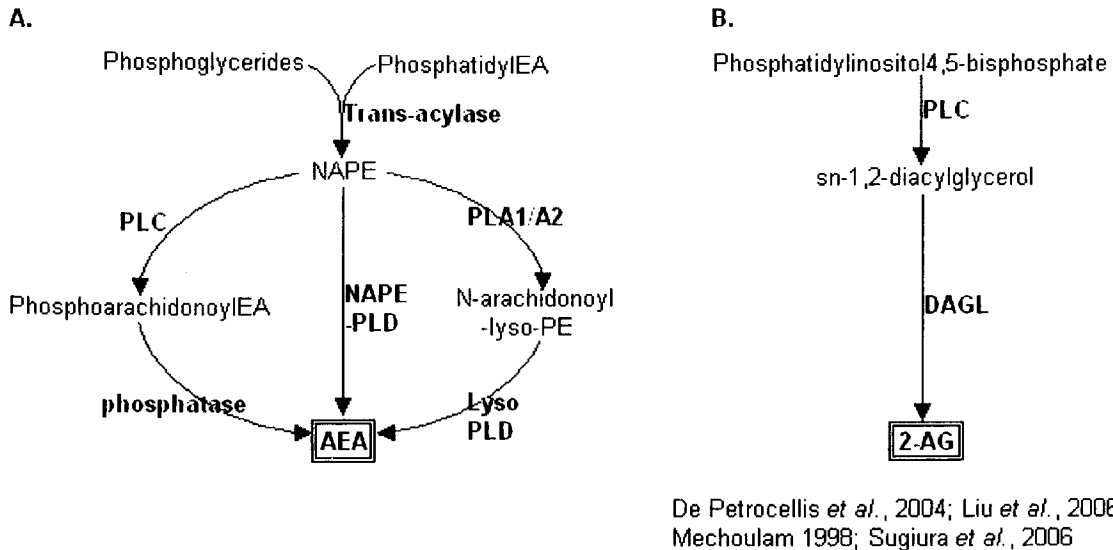 A.
Phosphoglycerides
PhosphatidylEA
Trans-acylase
NAPE
PLC
PLA1/A2
PhosphoarachidonoylEA
NAPE
-PLD
N-arachidonoyl
-lyso-PE
phosphatase
Lyso
PLD
AEA
B.
Phosphatidylinositol4,5-bisphosphate
PLC
sn-1,2-diacylglycerol
DAGL
2-AG
De Petrocellis et al., 2004; Liu et al., 2006
Mechoulam 1998; Sugiura et al., 2006